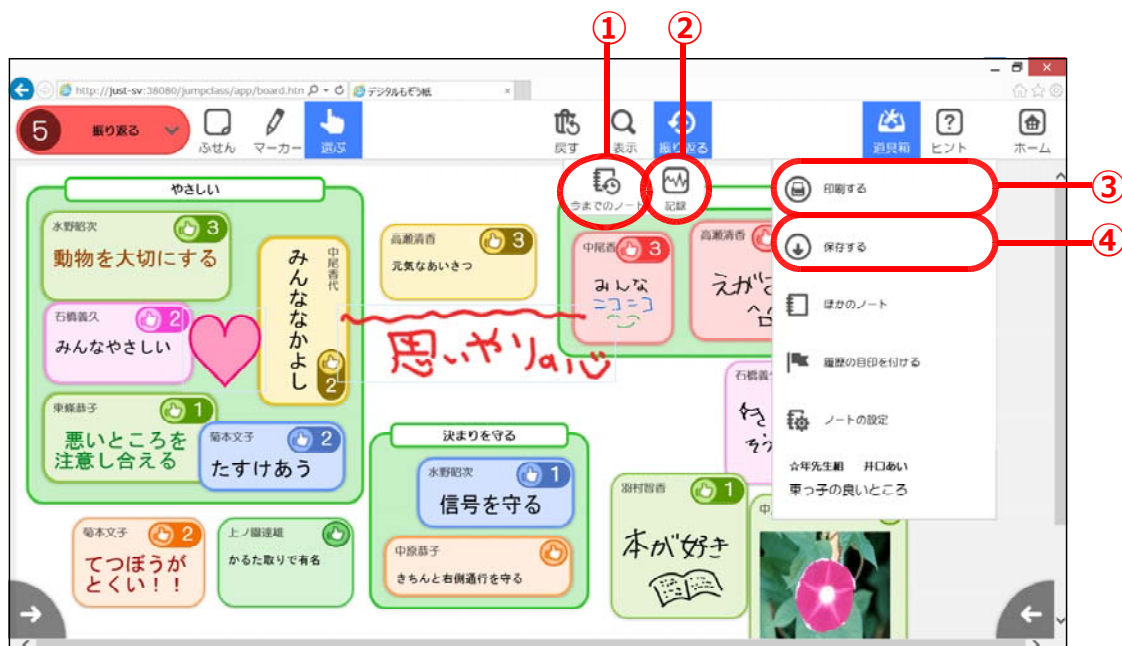 ① ②
http://just-sv:38080/jumpclass/app/board.htn
デジタルもぞう紙
5 振り返る
ふせん マーカー 選ぶ
戻す 表示 振り返る
道具箱 ヒント ホーム
今までのノート 記録
印刷する ③
保存する ④
ほかのノート
履歴の目印を付ける
ノートの設定
☆年先生組 井口あい
東っ子の良いところ
やさしい
水野昭次 3
動物を大切にする
中尾香代
みんななかよし
2
石橋義久 2
みんなやさしい
東條恭子 1
悪いところを
注意し合える
菊本文子 2
たすけあう
高瀬清香 3
元気なあいさつ
思いやりの心
中尾香 3
みんな
ニコニコ
高瀬清香
えがお
石橋義
決まりを守る
水野昭次 1
信号を守る
中原恭子
きちんと右側通行を守る
菊本文子 2
てつぼうが
とくい！！
上ノ園達雄
かるた取りで有名
羽村智香 1
本が好き
中